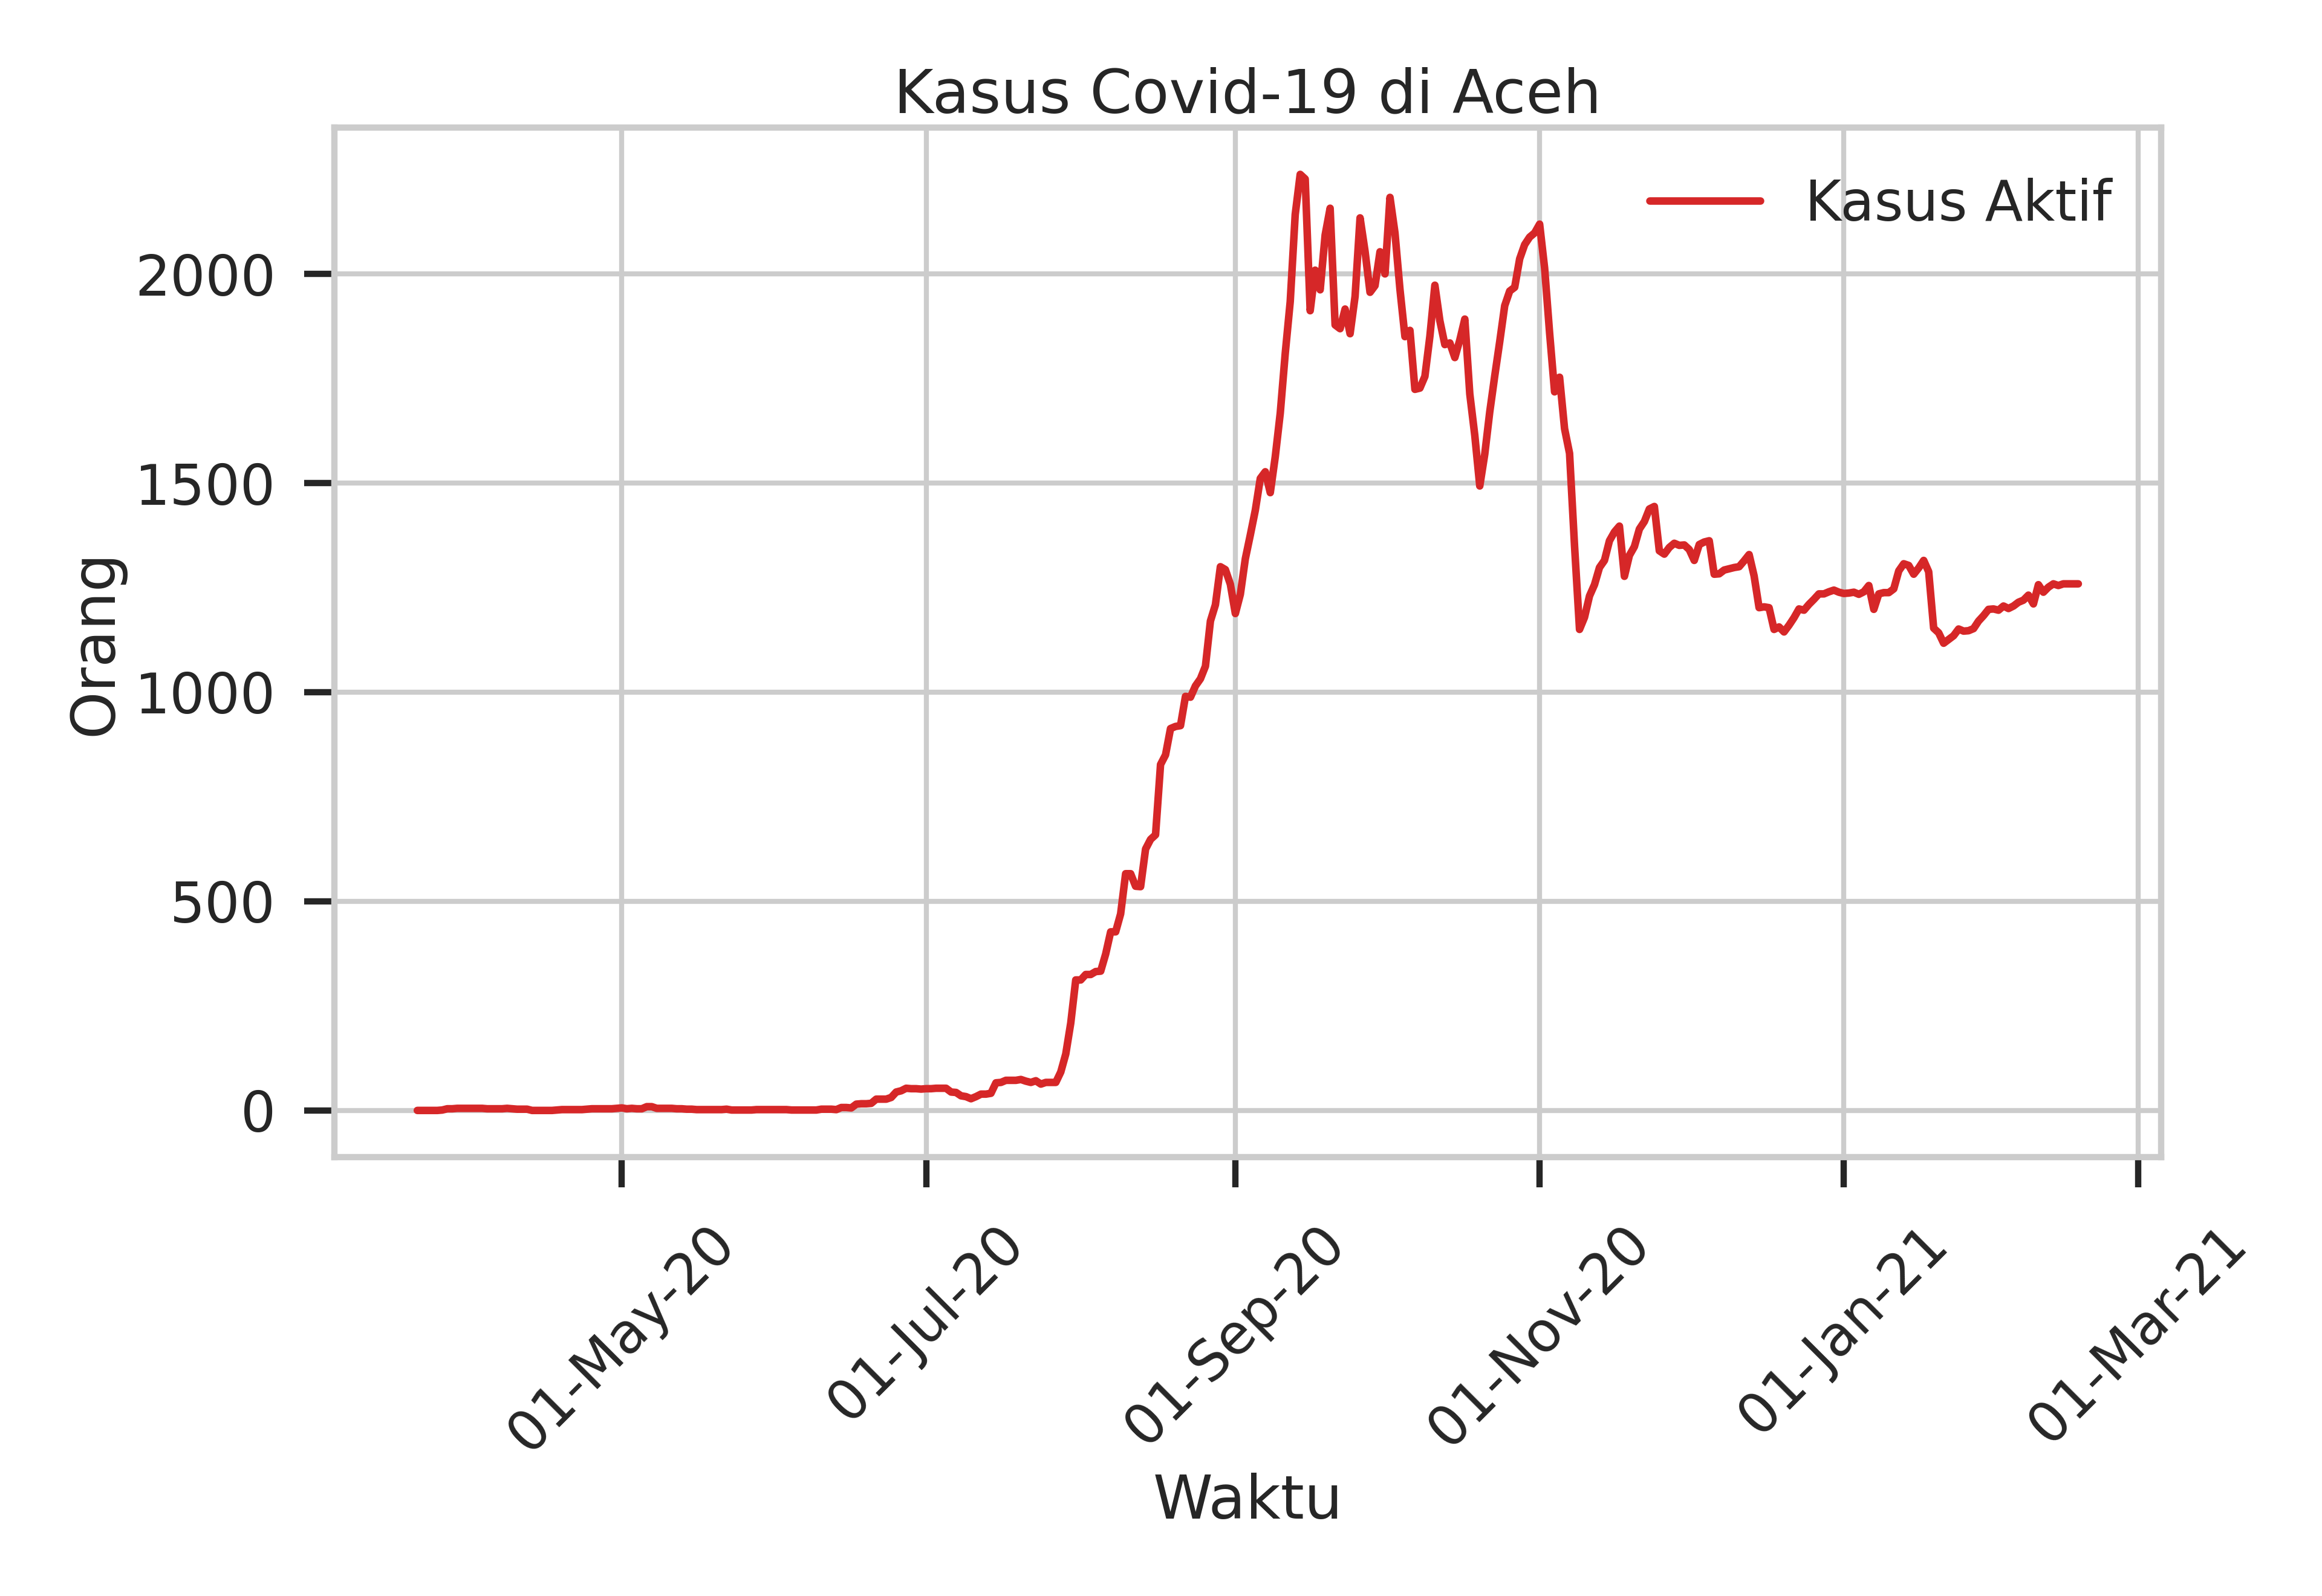 Kasus Covid-19 di Aceh
Kasus Aktif
Orang
2000
1500
1000
500
0
01-May-20
01-Jul-20
01-Sep-20
01-Nov-20
01-Jan-21
01-Mar-21
Waktu